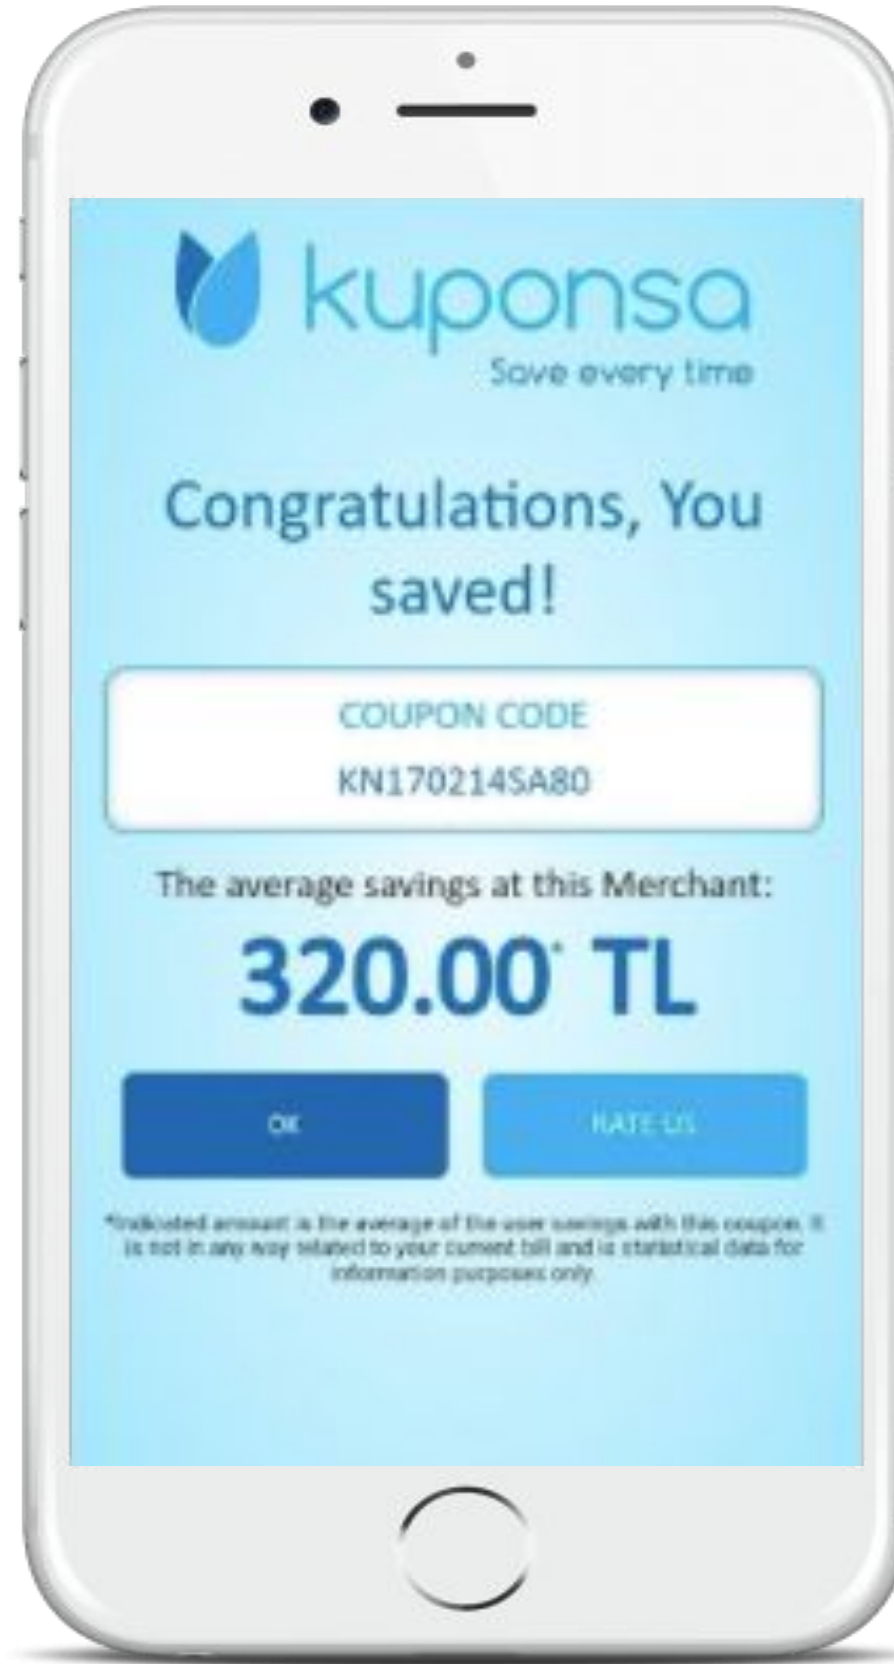 kuponsa
Save every time
Congratulations, You
saved!
COUPON CODE
KN170214SA80
The average savings at this Merchant:
320.00* TL
OK
RATE US
*Indicated amount is the average of the user savings with this coupon. It
is not in any way related to your current bill and is statistical data for
information purposes only.